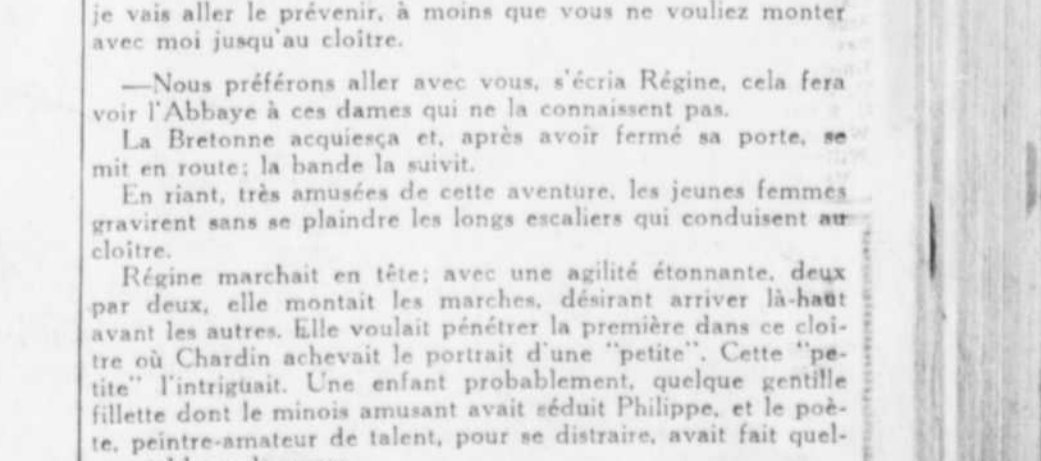 je vais aller le prévenir, à moins que vous ne vouliez monter
avec moi jusqu'au cloître.
—Nous préférons aller avec vous, s'écria Régine, cela fera
voir l'Abbaye à ces dames qui ne la connaissent pas.
La Bretonne acquiesça et, après avoir fermé sa porte, se
mit en route; la bande la suivit.
En riant, très amusées de cette aventure, les jeunes femmes
gravirent sans se plaindre les longs escaliers qui conduisent au
cloître.
Régine marchait en tête; avec une agilité étonnante, deux
par deux, elle montait les marches, désirant arriver là-haut
avant les autres. Elle voulait pénétrer la première dans ce cloî-
tre où Chardin achevait le portrait d'une "petite". Cette "pe-
tite" l'intriguait. Une enfant probablement, quelque gentille
fillette dont le minois amusant avait séduit Philippe, et le poè-
te, peintre-amateur de talent, pour se distraire, avait fait quel-